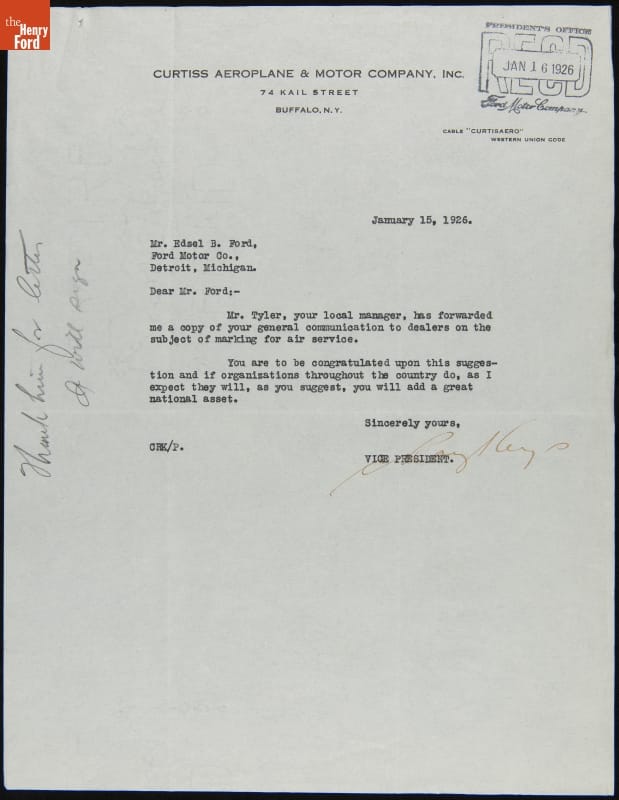 the
Henry
Ford
PRESIDENT'S OFFICE
REC'D
JAN 16 1926
Ford Motor Company.
CURTISS AEROPLANE & MOTOR COMPANY, INC.
74 KAIL STREET
BUFFALO, N.Y.
CABLE "CURTISAERO"
WESTERN UNION CODE
January 15, 1926.
Mr. Edsel B. Ford,
Ford Motor Co.,
Detroit, Michigan.
Dear Mr. Ford;-
Mr. Tyler, your local manager, has forwarded
me a copy of your general communication to dealers on the
subject of marking for air service.
You are to be congratulated upon this sugges-
tion and if organizations throughout the country do, as I
expect they will, as you suggest, you will add a great
national asset.
Sincerely yours,
CRK/P.
VICE PRESIDENT.
Thank him for letter
I will sign